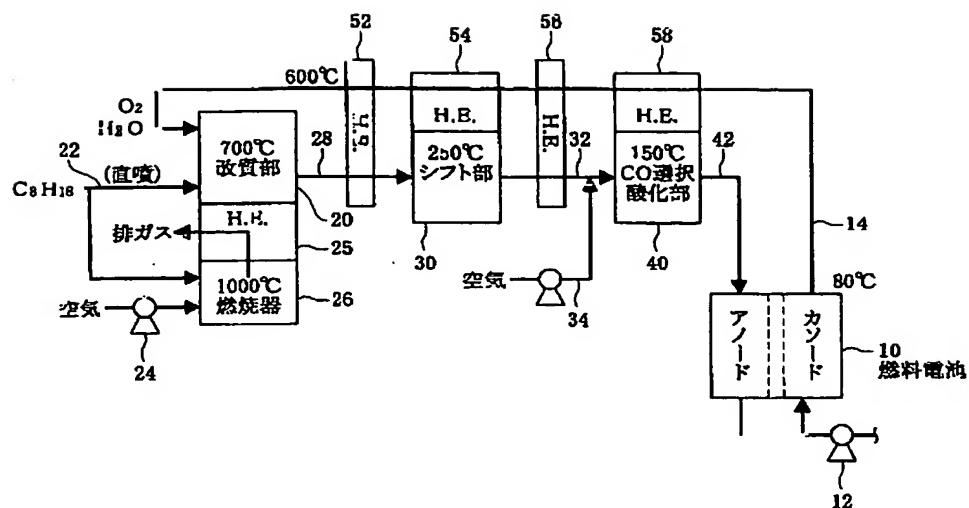 52
54
56
58
600℃
O₂
H₂O
H.E.
H.E.
H.E.
22
(直噴)
C₈H₁₈
700℃
改質部
28
250℃
シフト部
32
150℃
CO選択
酸化部
42
20
H.E.
排ガス
25
30
40
14
1000℃
燃焼器
26
空気
24
空気
34
80℃
アノード
カソード
10
燃料電池
12